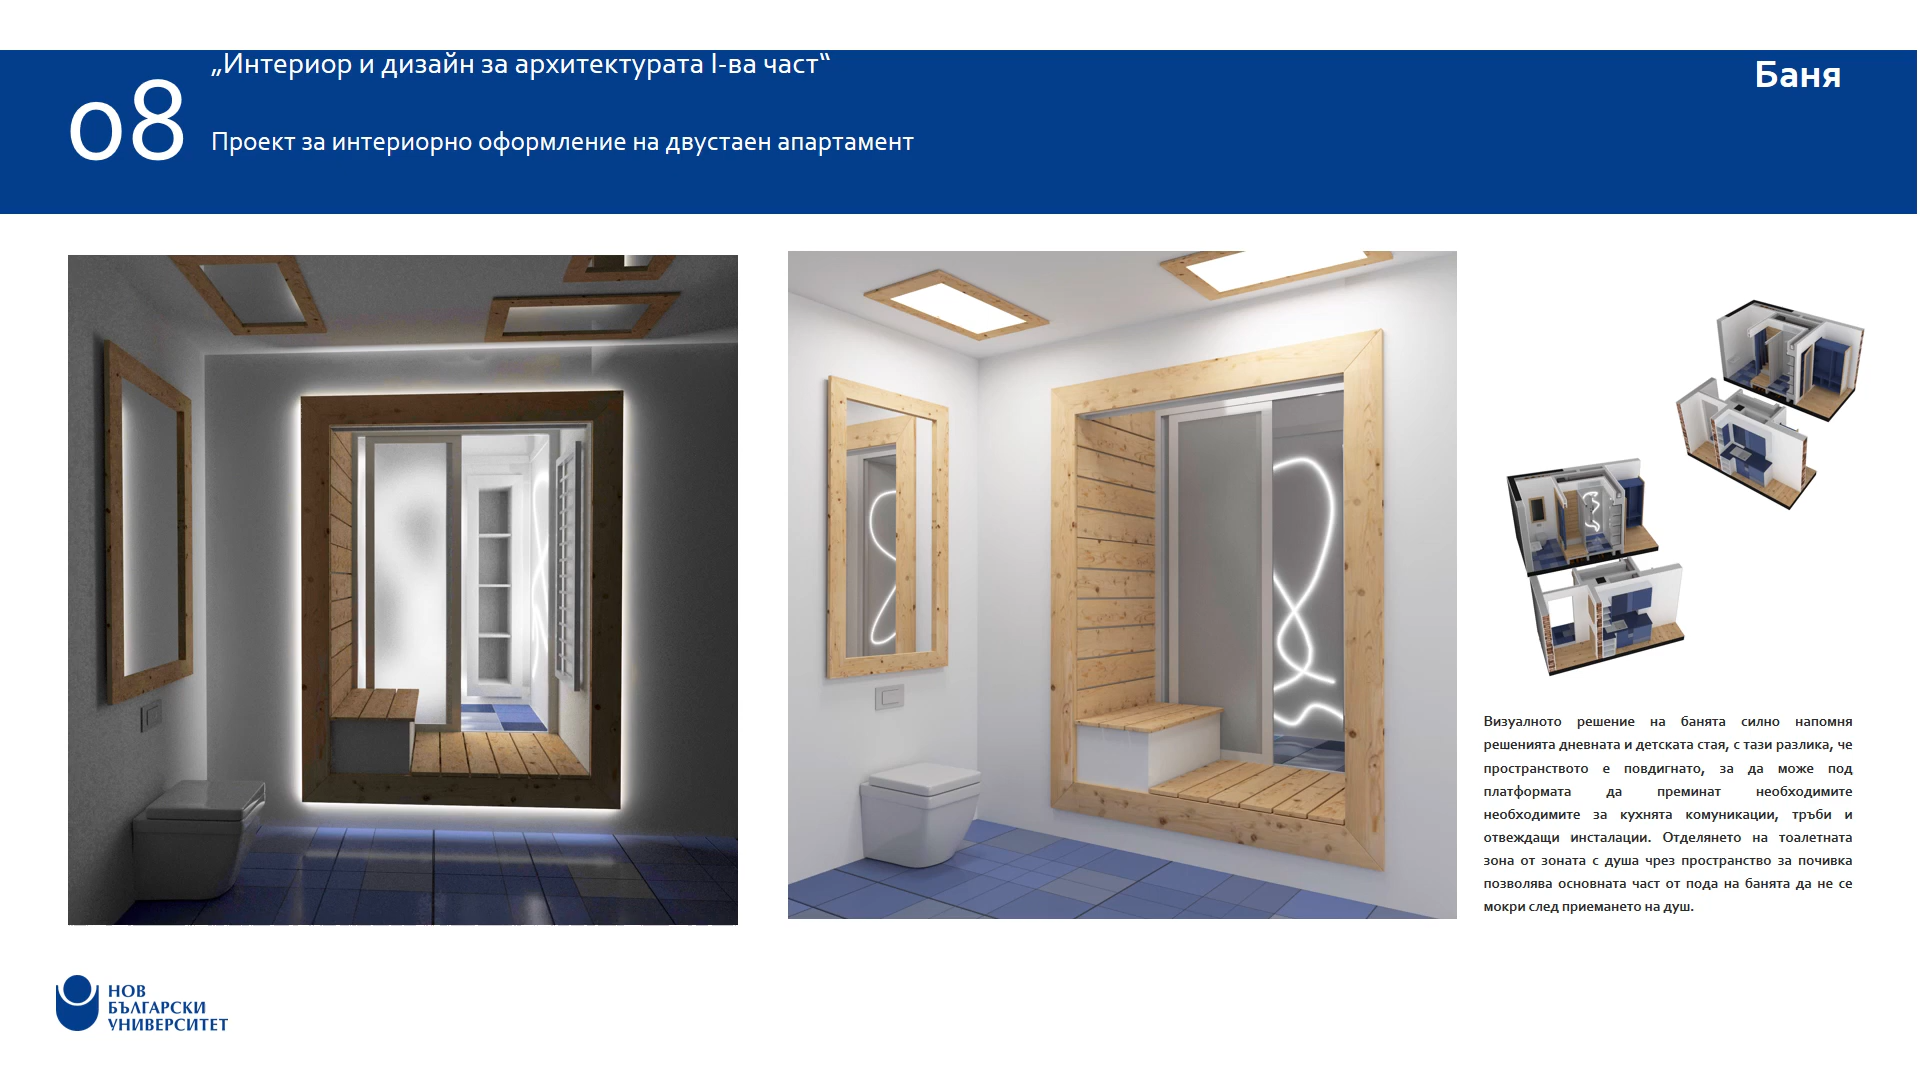 „Интериор и дизайн за архитектурата I-ва част“
Баня
08
Проект за интериорно оформление на двустаен апартамент
Визуалното решение на банята силно напомня
решенията дневната и детската стая, с тази разлика, че
пространството е повдигнато, за да може под
платформата да преминат необходимите
необходимите за кухнята комуникации, тръби и
отвеждащи инсталации. Отделянето на тоалетната
зона от зоната с душа чрез пространство за почивка
позволява основната част от пода на банята да не се
мокри след приемането на душ.
НОВ
БЪЛГАРСКИ
УНИВЕРСИТЕТ